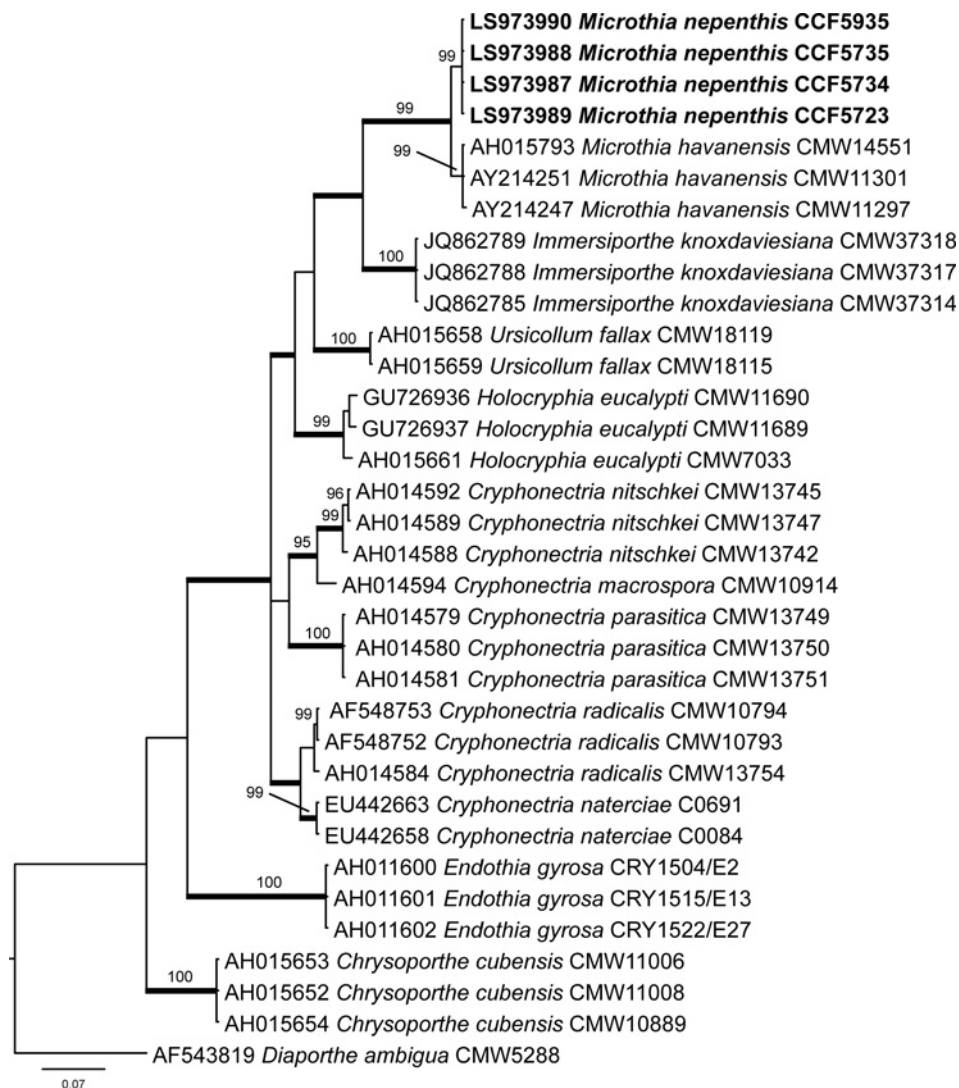 LS973990 Microthia nepenthis CCF5935
99
LS973988 Microthia nepenthis CCF5735
LS973987 Microthia nepenthis CCF5734
99
LS973989 Microthia nepenthis CCF5723
AH015793 Microthia havanensis CMW14551
99
AY214251 Microthia havanensis CMW11301
AY214247 Microthia havanensis CMW11297
JQ862789 Immersiporthe knoxdaviesiana CMW37318
100
JQ862788 Immersiporthe knoxdaviesiana CMW37317
JQ862785 Immersiporthe knoxdaviesiana CMW37314
AH015658 Ursicollum fallax CMW18119
100
AH015659 Ursicollum fallax CMW18115
GU726936 Holocryphia eucalypti CMW11690
99
GU726937 Holocryphia eucalypti CMW11689
AH015661 Holocryphia eucalypti CMW7033
96
AH014592 Cryphonectria nitschkei CMW13745
99
AH014589 Cryphonectria nitschkei CMW13747
95
AH014588 Cryphonectria nitschkei CMW13742
AH014594 Cryphonectria macrospora CMW10914
AH014579 Cryphonectria parasitica CMW13749
100
AH014580 Cryphonectria parasitica CMW13750
AH014581 Cryphonectria parasitica CMW13751
99
AF548753 Cryphonectria radicalis CMW10794
AF548752 Cryphonectria radicalis CMW10793
AH014584 Cryphonectria radicalis CMW13754
99
EU442663 Cryphonectria naterciae C0691
EU442658 Cryphonectria naterciae C0084
AH011600 Endothia gyrosa CRY1504/E2
100
AH011601 Endothia gyrosa CRY1515/E13
AH011602 Endothia gyrosa CRY1522/E27
AH015653 Chrysoporthe cubensis CMW11006
100
AH015652 Chrysoporthe cubensis CMW11008
AH015654 Chrysoporthe cubensis CMW10889
AF543819 Diaporthe ambigua CMW5288
0.07